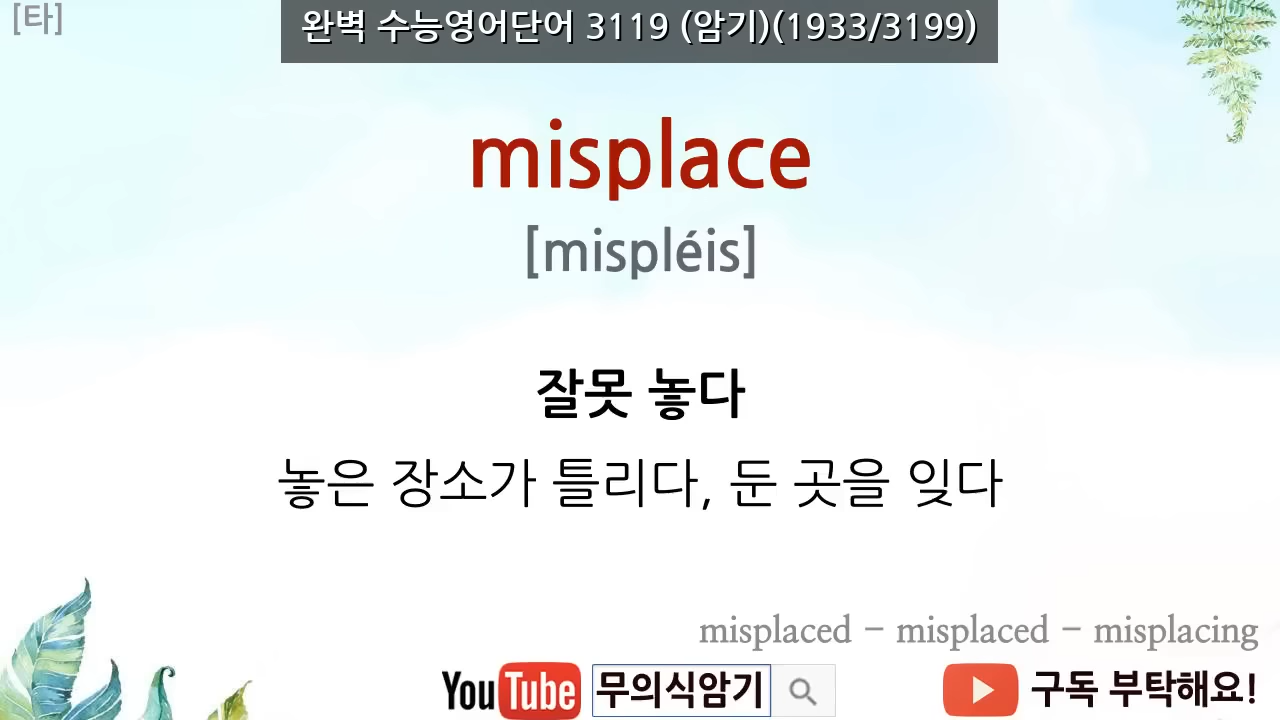 [타]
완벽 수능영어단어 3119 (암기)(1933/3199)
misplace
[mispléis]
잘못 놓다
놓은 장소가 틀리다, 둔 곳을 잊다
misplaced - misplaced - misplacing
YouTube 무의식암기 구독 부탁해요!